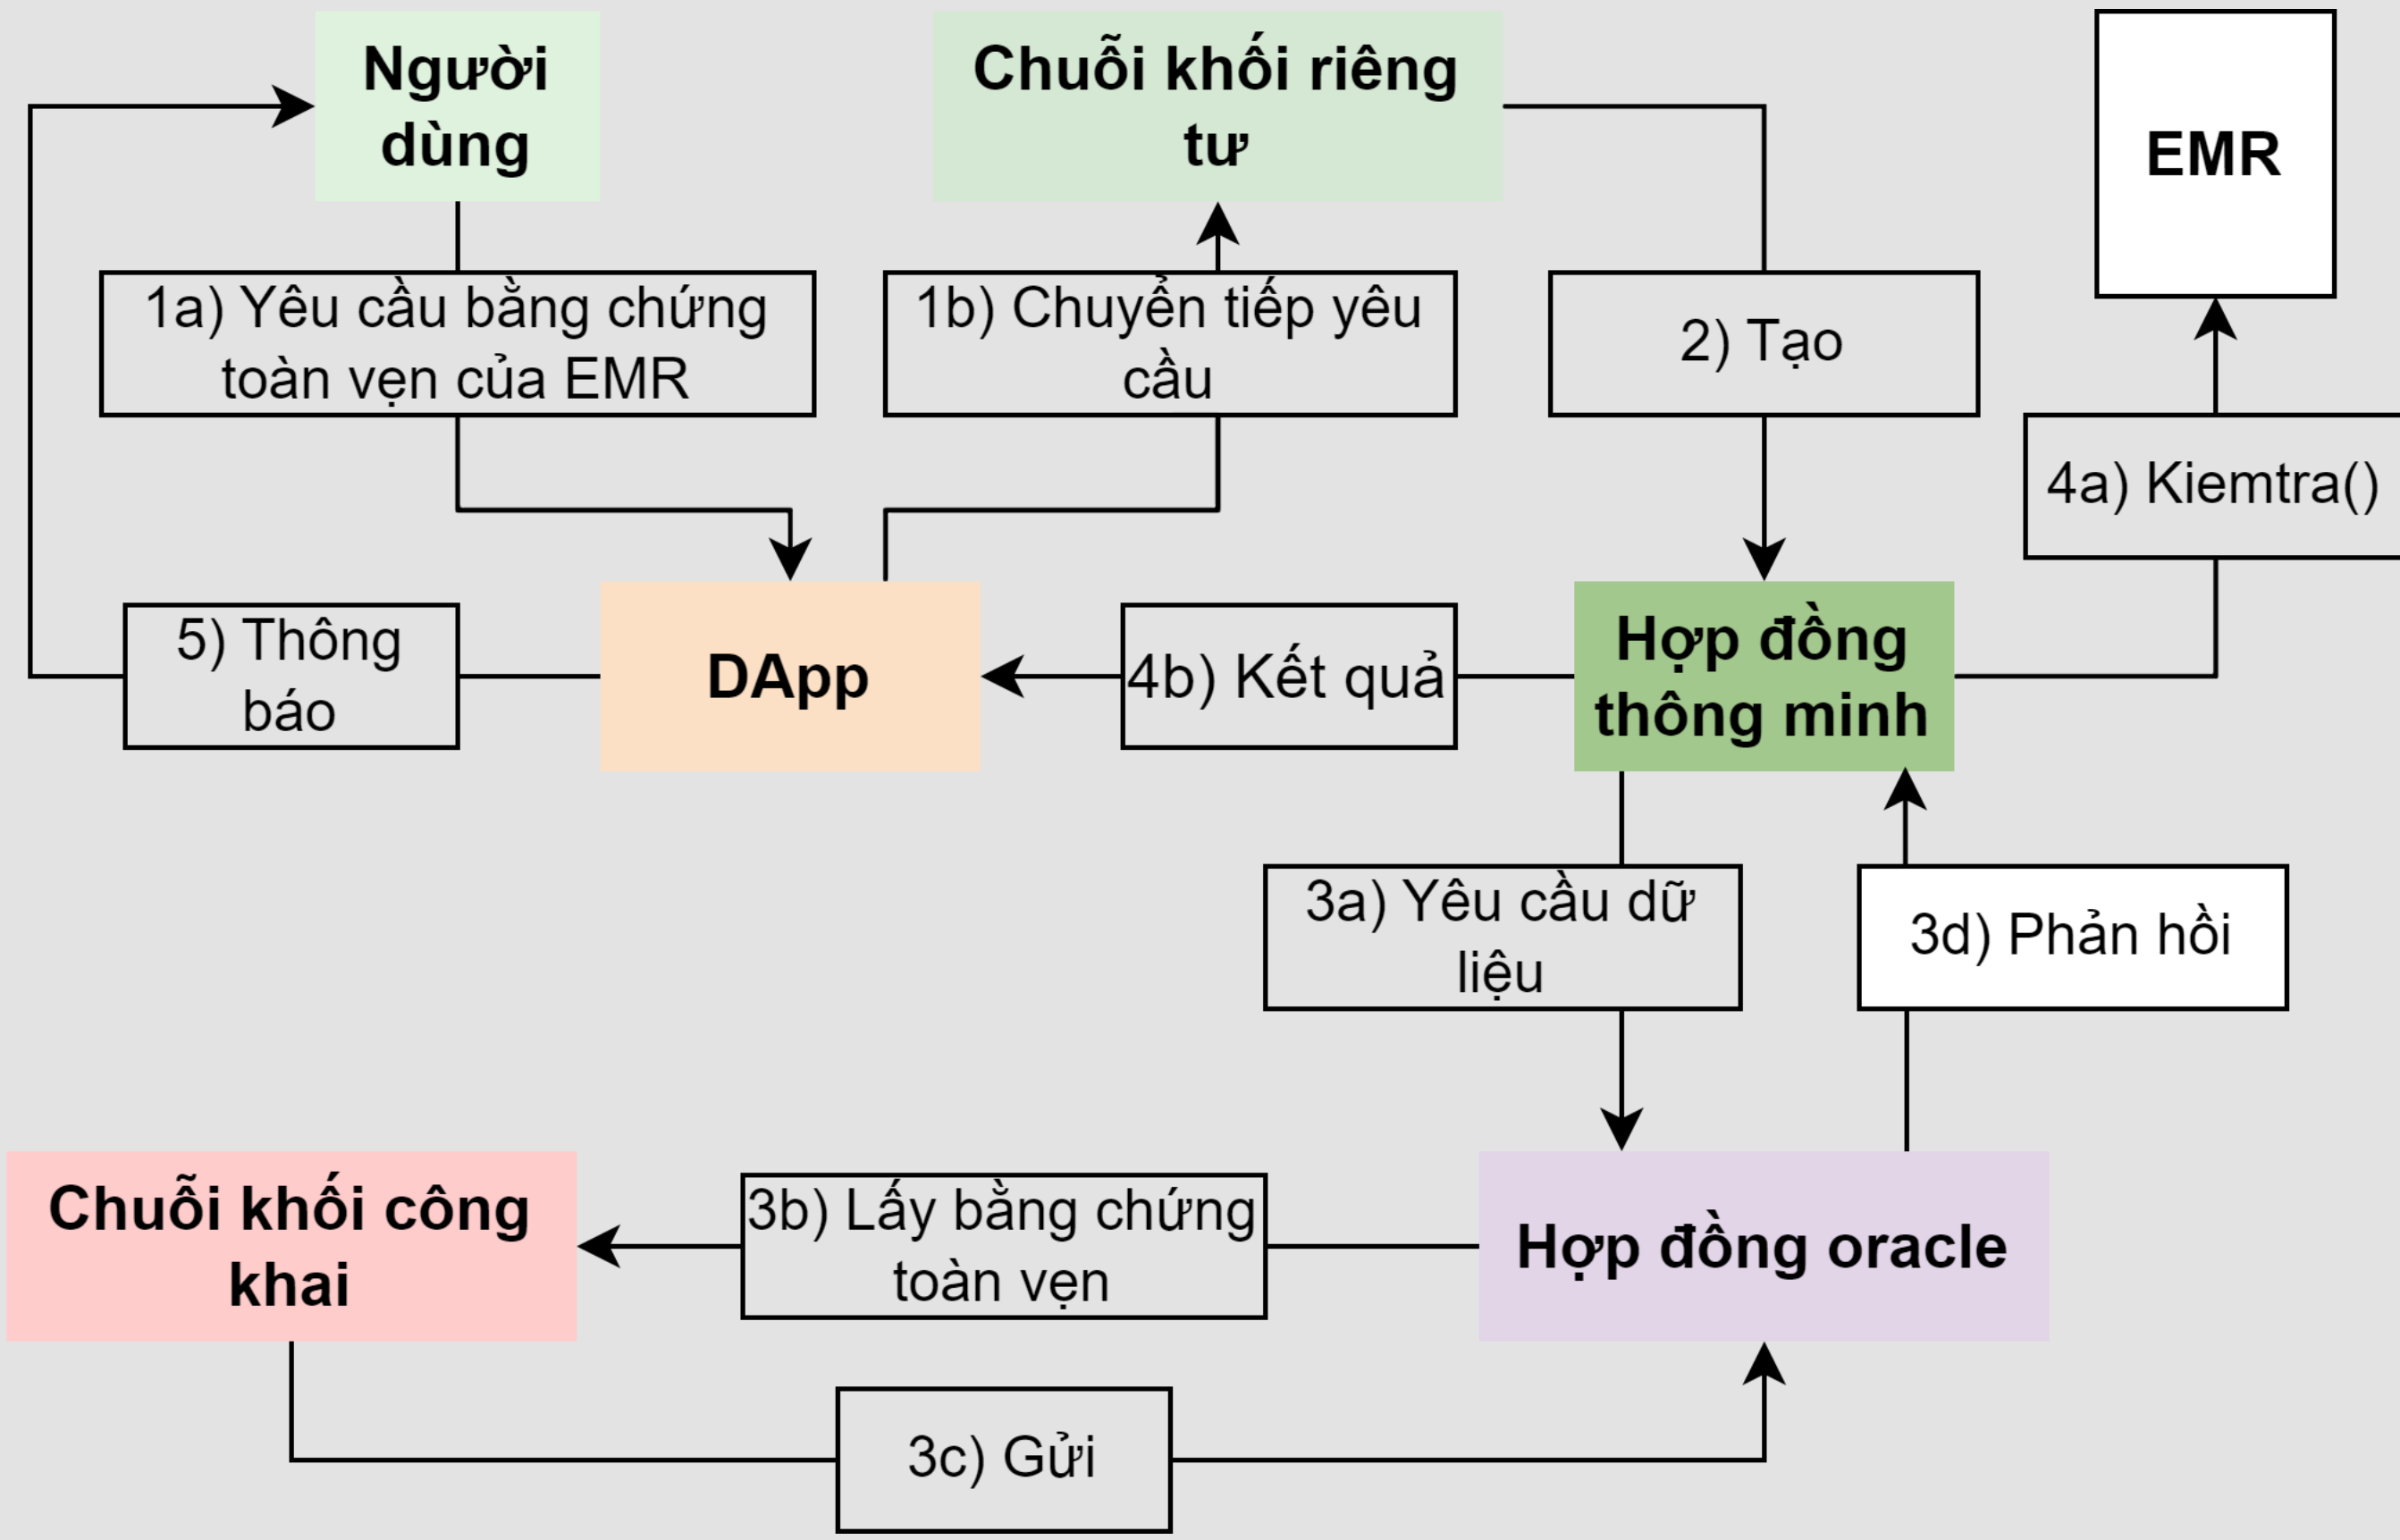 Người
dùng
Chuỗi khối riêng
tư
EMR
1a) Yêu cầu bằng chứng
toàn vẹn của EMR
1b) Chuyển tiếp yêu
cầu
2) Tạo
4a) Kiemtra()
5) Thông
báo
DApp
4b) Kết quả
Hợp đồng
thông minh
3a) Yêu cầu dữ
liệu
3d) Phản hồi
Chuỗi khối công
khai
3b) Lấy bằng chứng
toàn vẹn
Hợp đồng oracle
3c) Gửi